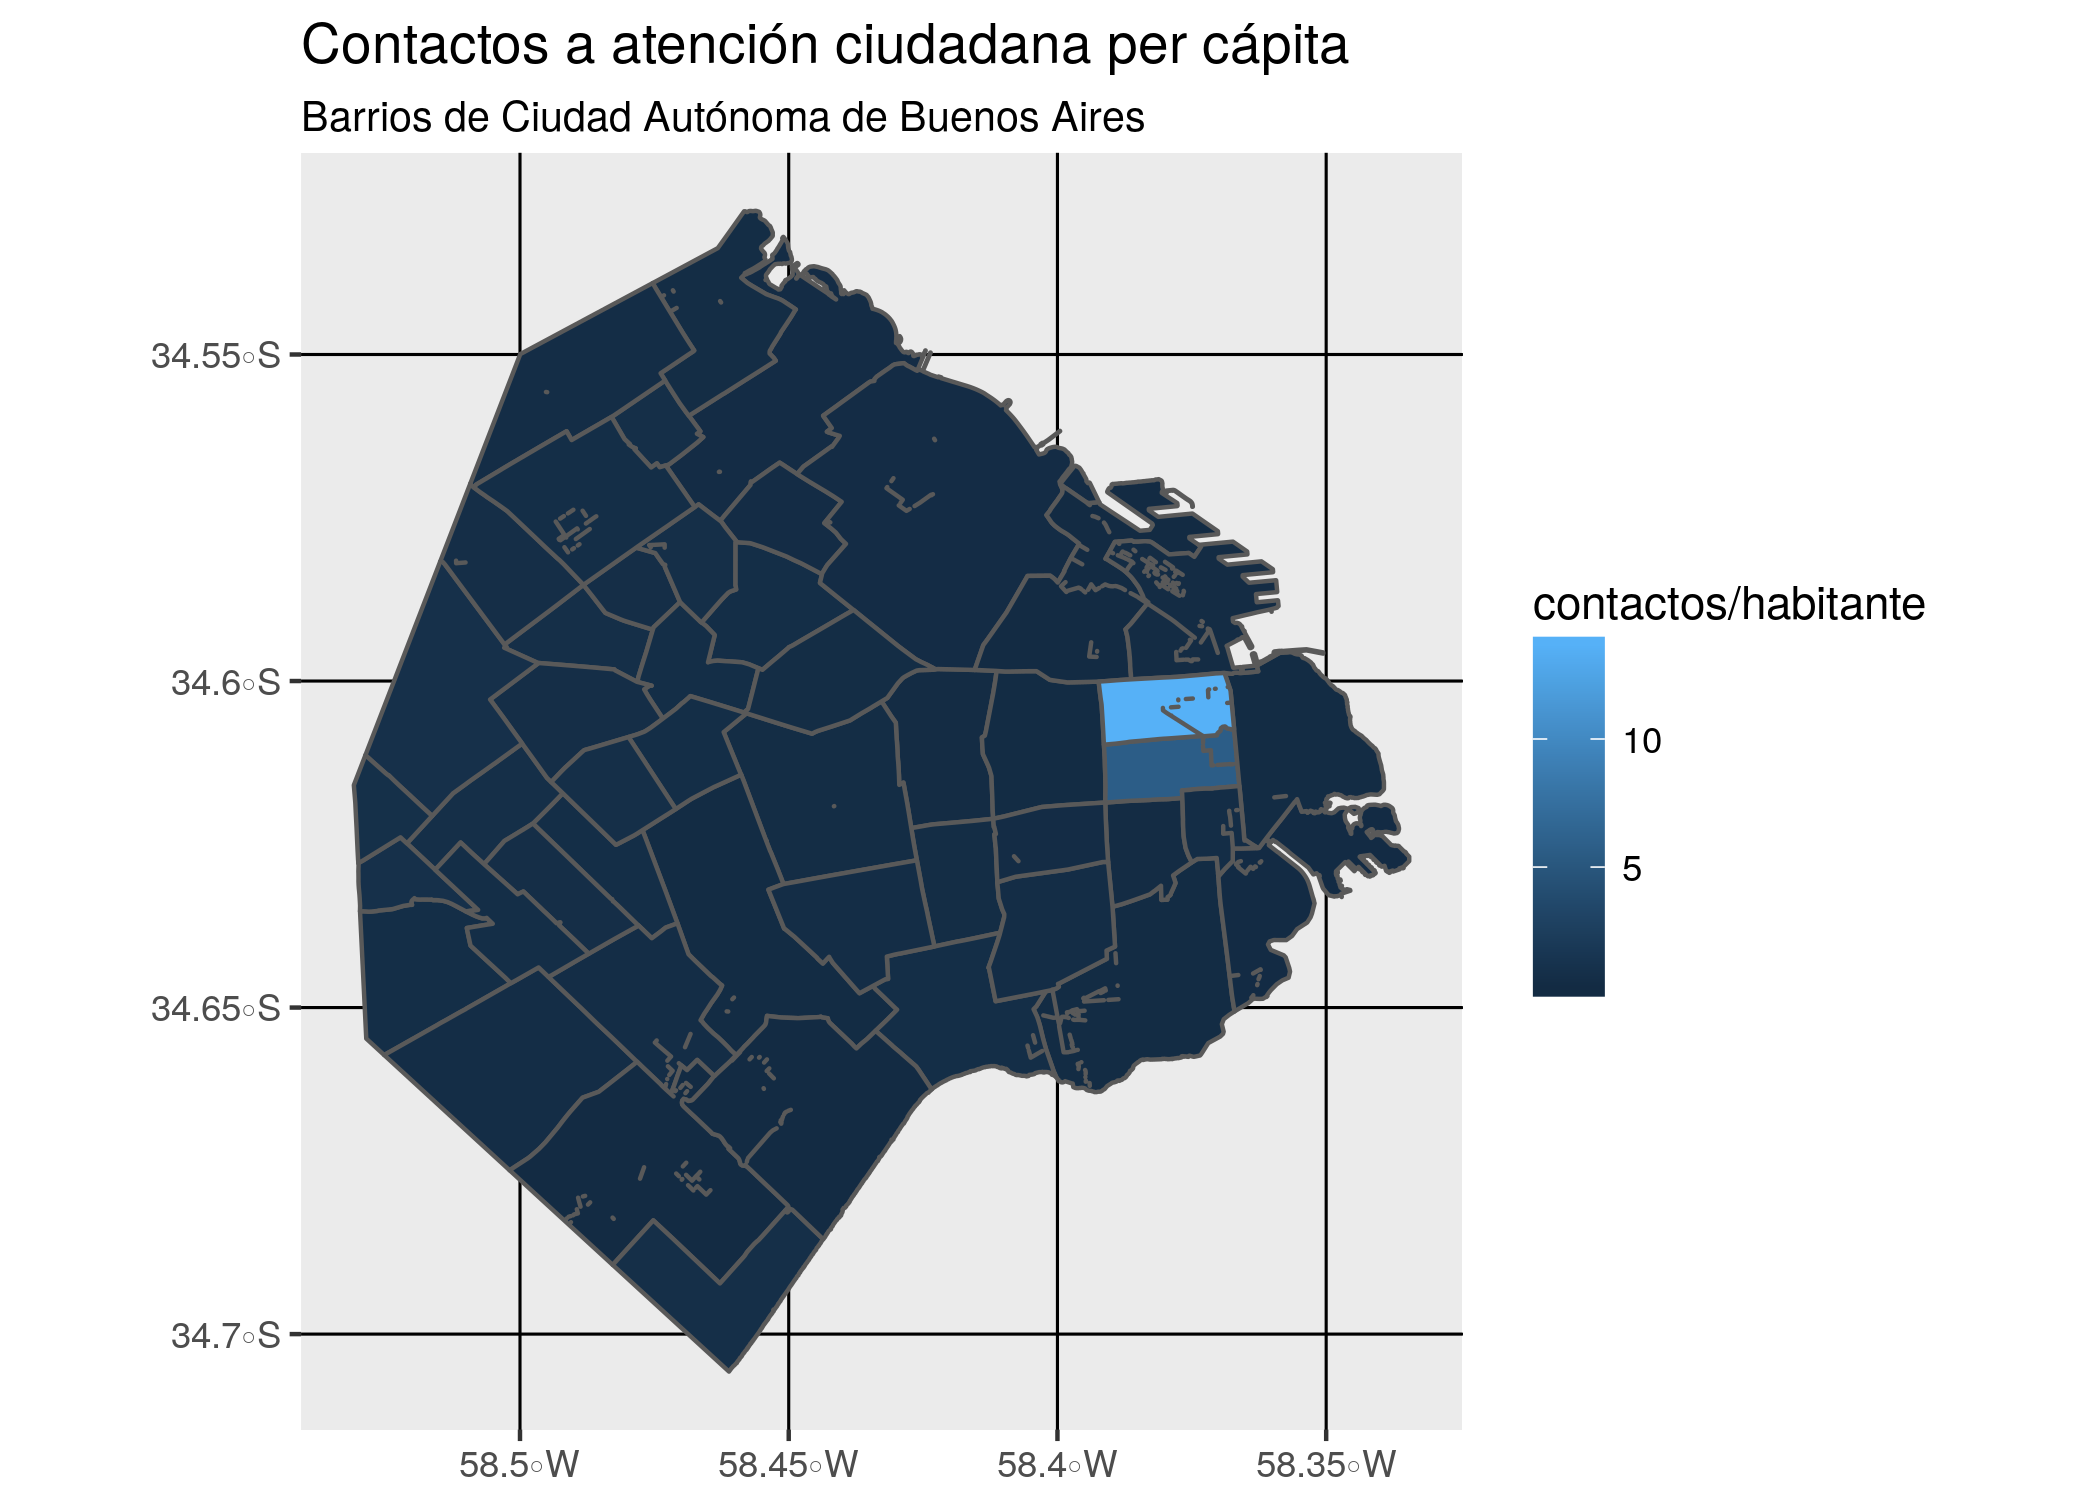 Contactos a atención ciudadana per cápita
Barrios de Ciudad Autónoma de Buenos Aires
34.55◦S
34.6◦S
34.65◦S
34.7◦S
58.5◦W
58.45◦W
58.4◦W
58.35◦W
contactos/habitante
10
5